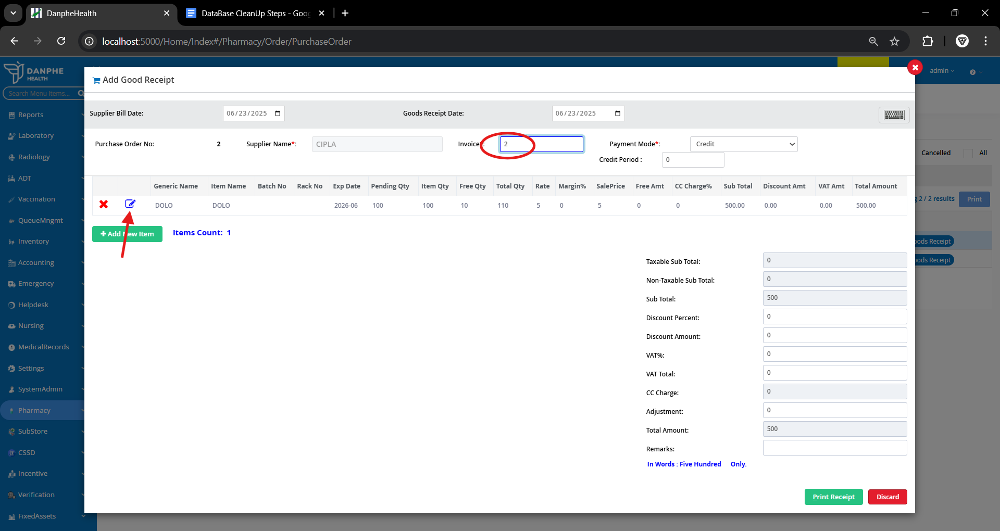 DanpheHealth
DataBase CleanUp Steps - Goo
localhost:5000/Home/Index#/Pharmacy/Order/PurchaseOrder
DANPHE
HEALTH
admin
Search Menu Items...
Reports
Laboratory
Radiology
ADT
Vaccination
QueueMngmt
Inventory
Accounting
Emergency
Helpdesk
Nursing
MedicalRecords
Settings
SystemAdmin
Pharmacy
SubStore
CSSD
Incentive
Verification
FixedAssets
Add Good Receipt
Supplier Bill Date: 06/23/2025 Goods Receipt Date: 06/23/2025
Purchase Order No: 2 Supplier Name*: CIPLA Invoice*: 2 Payment Mode*: Credit
Credit Period : 0
Generic Name Item Name Batch No Rack No Exp Date Pending Qty Item Qty Free Qty Total Qty Rate Margin% SalePrice Free Amt CC Charge% Sub Total Discount Amt VAT Amt Total Amount
DOLO DOLO 2026-06 100 100 10 110 5 0 5 0 0 500.00 0.00 0.00 500.00
Add New Item Items Count: 1
Taxable Sub Total: 0
Non-Taxable Sub Total: 0
Sub Total: 500
Discount Percent: 0
Discount Amount: 0
VAT%: 0
VAT Total: 0
CC Charge: 0
Adjustment: 0
Total Amount: 500
Remarks:
In Words : Five Hundred Only.
Print Receipt Discard
Cancelled All
2 / 2 results Print
oods Receipt
oods Receipt